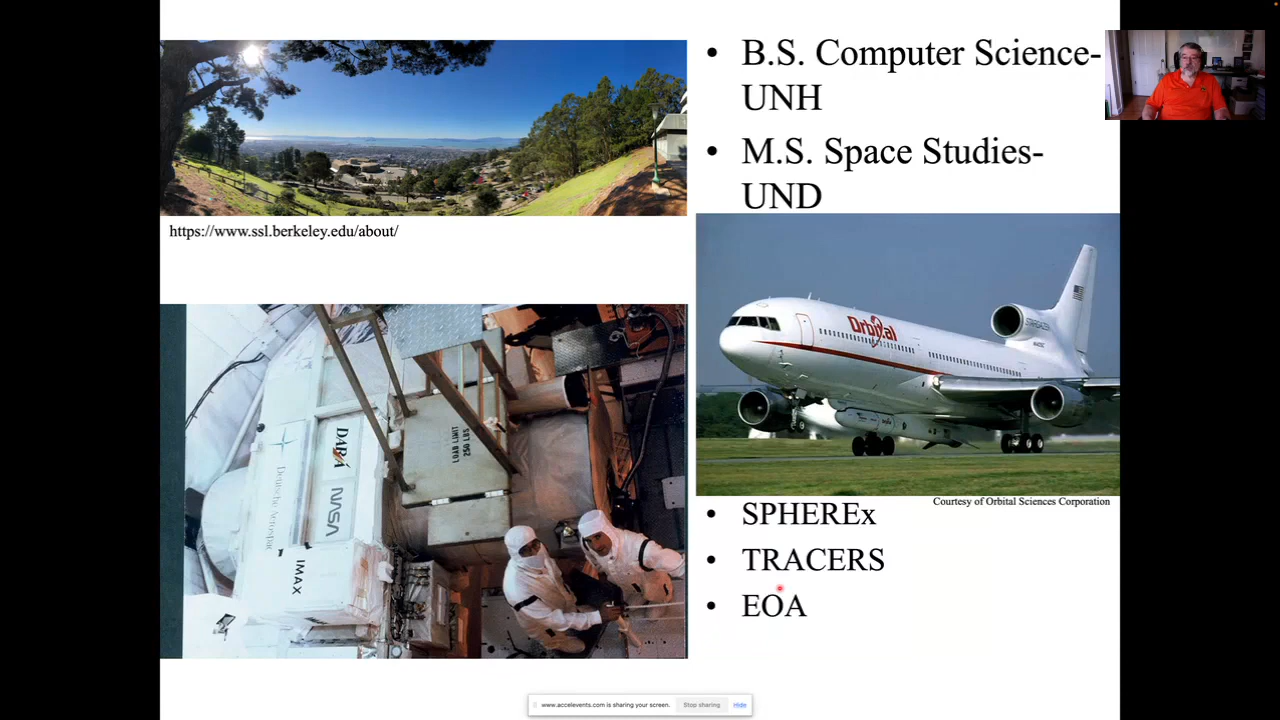 https://www.ssl.berkeley.edu/about/
LOAD LIMIT
250 LBS
DARA
NASA
IMAX
• B.S. Computer Science-
UNH
• M.S. Space Studies-
UND
Orbital
Courtesy of Orbital Sciences Corporation
• SPHEREx
• TRACERS
• EOA
www.accelevents.com is sharing your screen.
Stop sharing
Hide